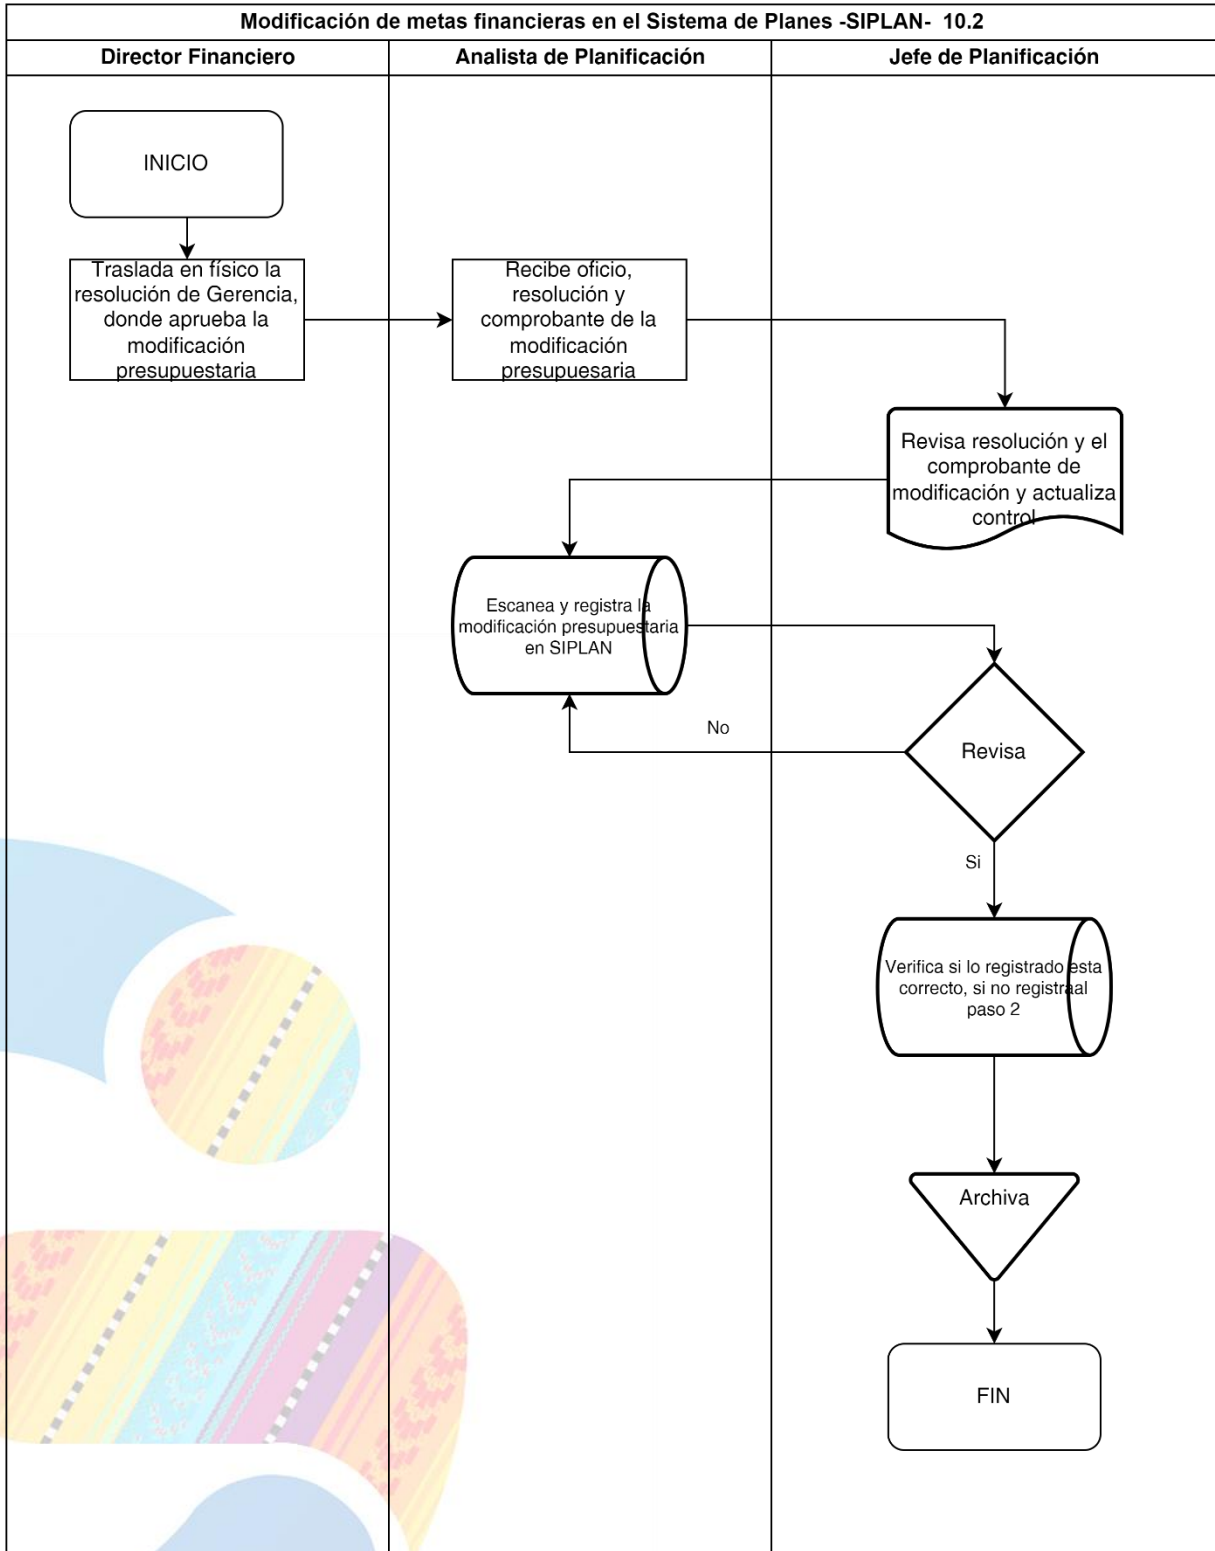 Modificación de metas financieras en el Sistema de Planes -SIPLAN- 10.2
Director Financiero
Analista de Planificación
Jefe de Planificación
INICIO
Traslada en físico la
resolución de Gerencia,
donde aprueba la
modificación
presupuestaria
Recibe oficio,
resolución y
comprobante de la
modificación
presupuesaria
Revisa resolución y el
comprobante de
modificación y actualiza
control
Escanea y registra la
modificación presupuestaria
en SIPLAN
No
Revisa
Si
Verifica si lo registrado esta
correcto, si no registraal
paso 2
Archiva
FIN